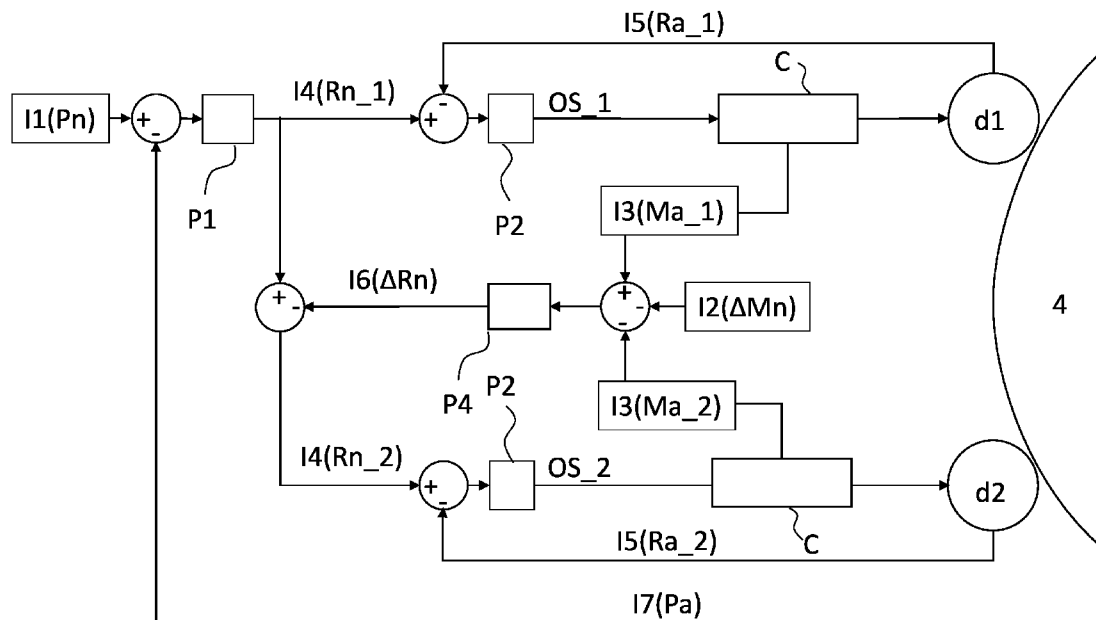 I5(Ra_1)
C
I1(Pn)
+
-
I4(Rn_1)
-
+
OS_1
d1
P1
P2
I3(Ma_1)
I6(ΔRn)
+
-
+
-
-
I2(ΔMn)
4
P4
P2
I3(Ma_2)
I4(Rn_2)
+
-
OS_2
d2
I5(Ra_2)
C
I7(Pa)